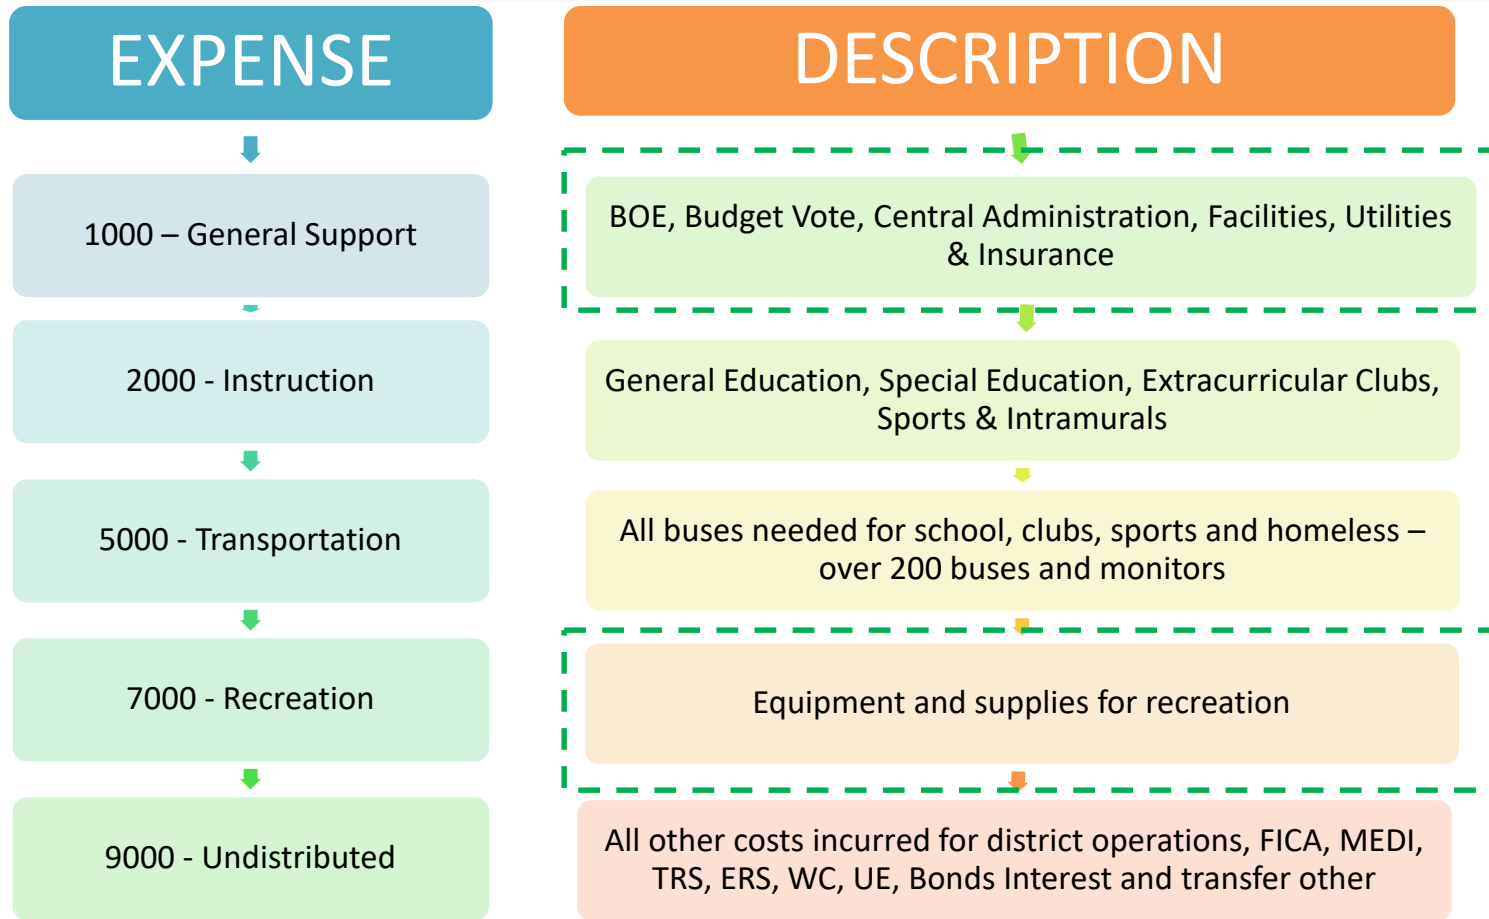 EXPENSE
DESCRIPTION
1000 – General Support
BOE, Budget Vote, Central Administration, Facilities, Utilities
& Insurance
2000 - Instruction
General Education, Special Education, Extracurricular Clubs,
Sports & Intramurals
5000 - Transportation
All buses needed for school, clubs, sports and homeless –
over 200 buses and monitors
7000 - Recreation
Equipment and supplies for recreation
9000 - Undistributed
All other costs incurred for district operations, FICA, MEDI,
TRS, ERS, WC, UE, Bonds Interest and transfer other